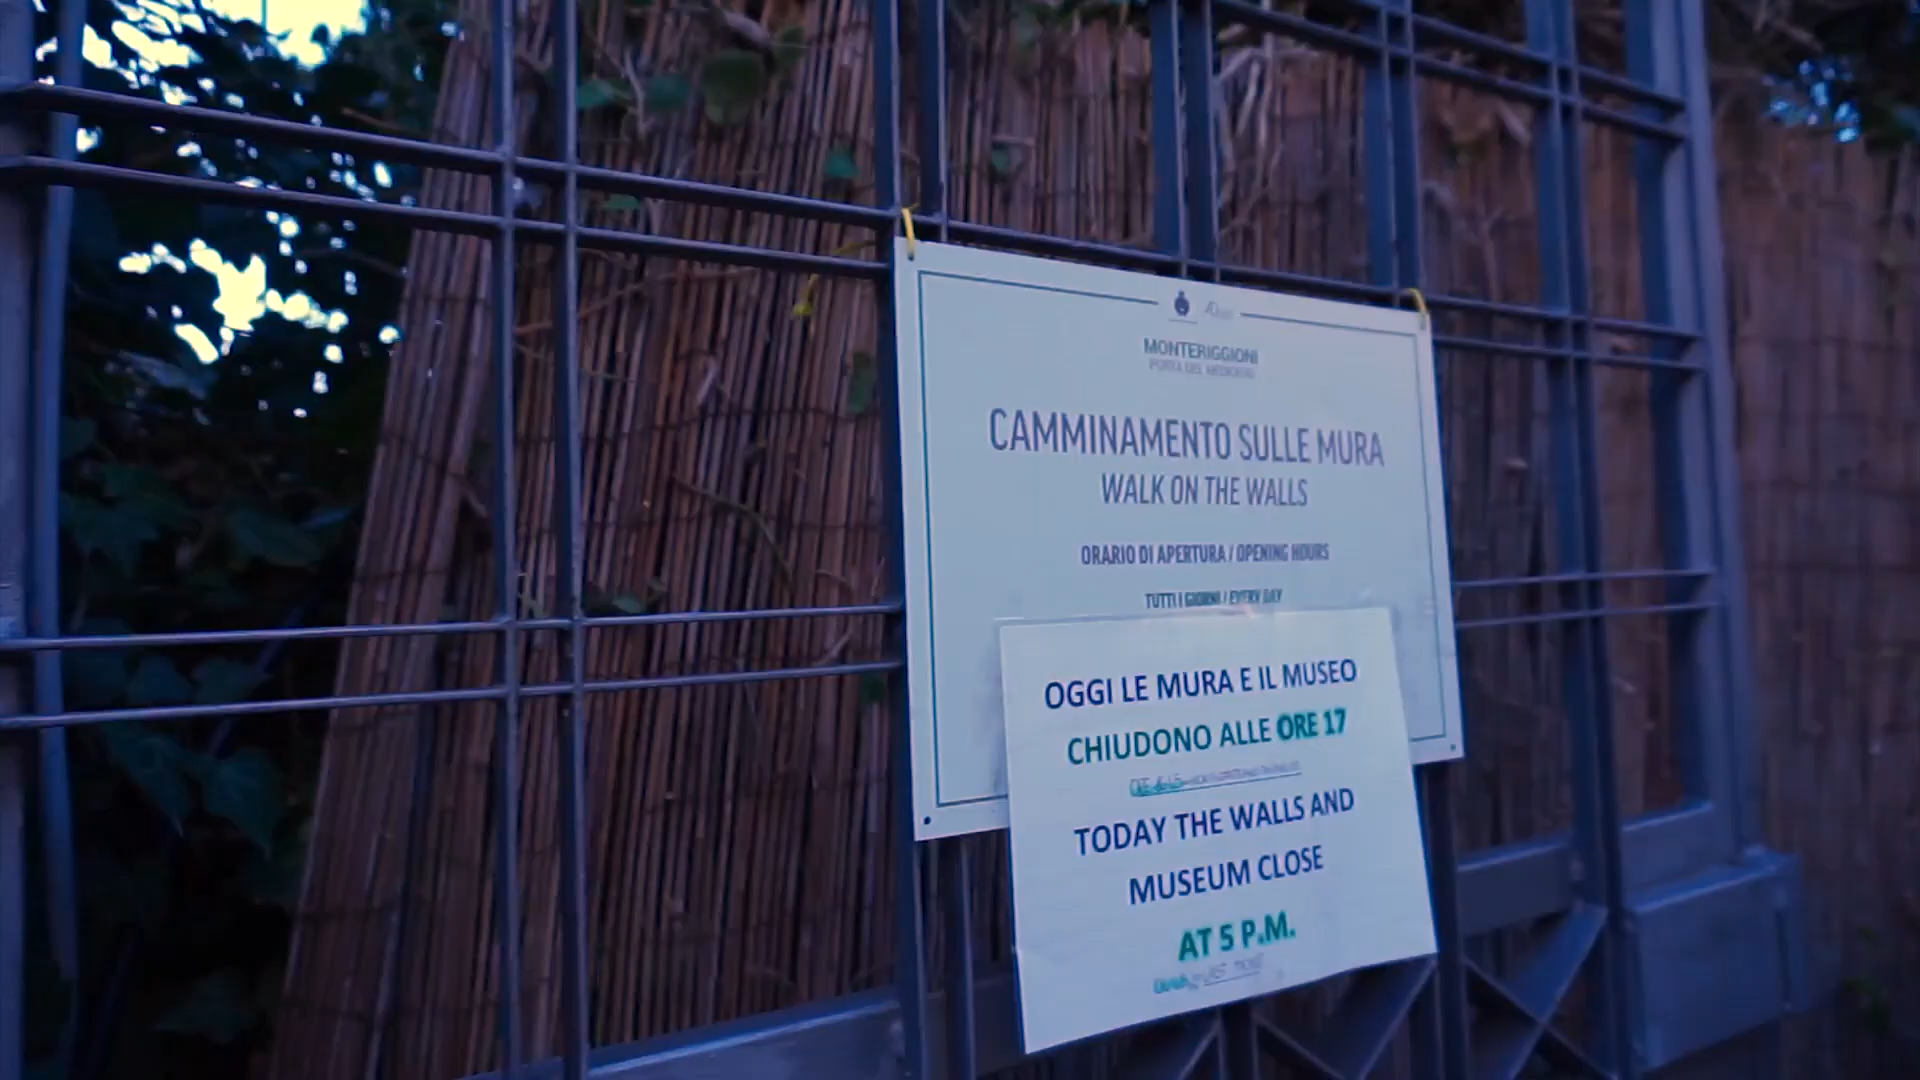 MONTERIGGIONI
CAMMINAMENTO SULLE MURA
WALK ON THE WALLS
ORARIO DI APERTURA / OPENING HOURS
TUTTI I GIORNI / EVERY DAY
OGGI LE MURA E IL MUSEO
CHIUDONO ALLE ORE 17
TODAY THE WALLS AND
MUSEUM CLOSE
AT 5 P.M.